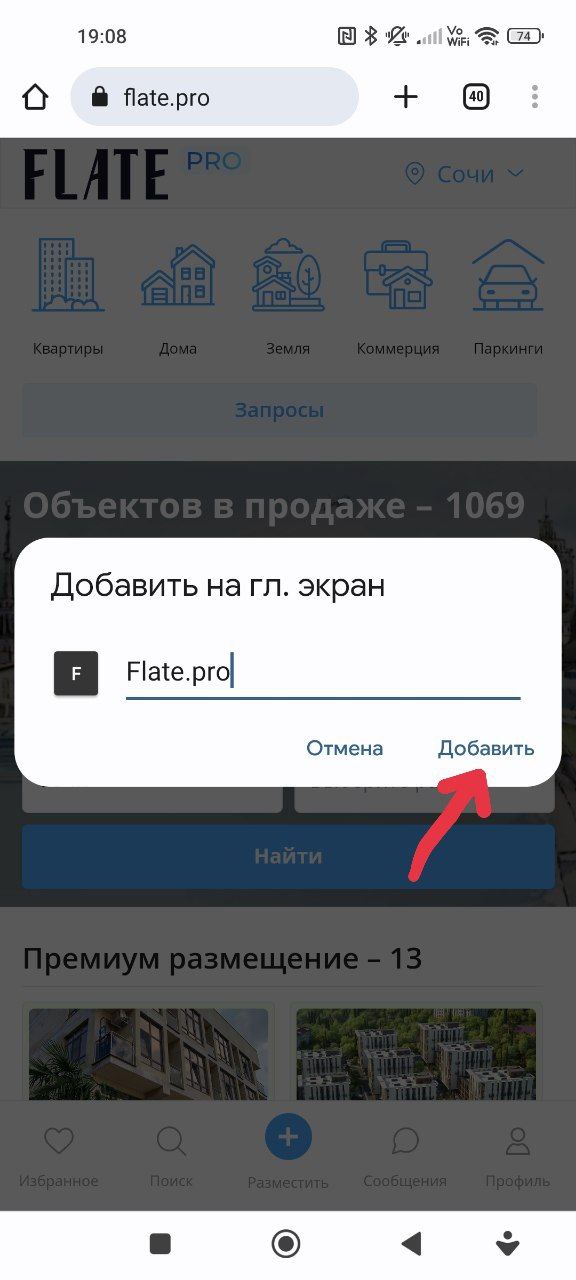 19:08
Vo
WiFi
74
flate.pro
40
FLATE PRO
Сочи
Квартиры
Дома
Земля
Коммерция
Паркинги
Запросы
Объектов в продаже – 1069
Добавить на гл. экран
F
Flate.pro
Отмена
Добавить
Найти
Премиум размещение – 13
Избранное
Поиск
Разместить
Сообщения
Профиль